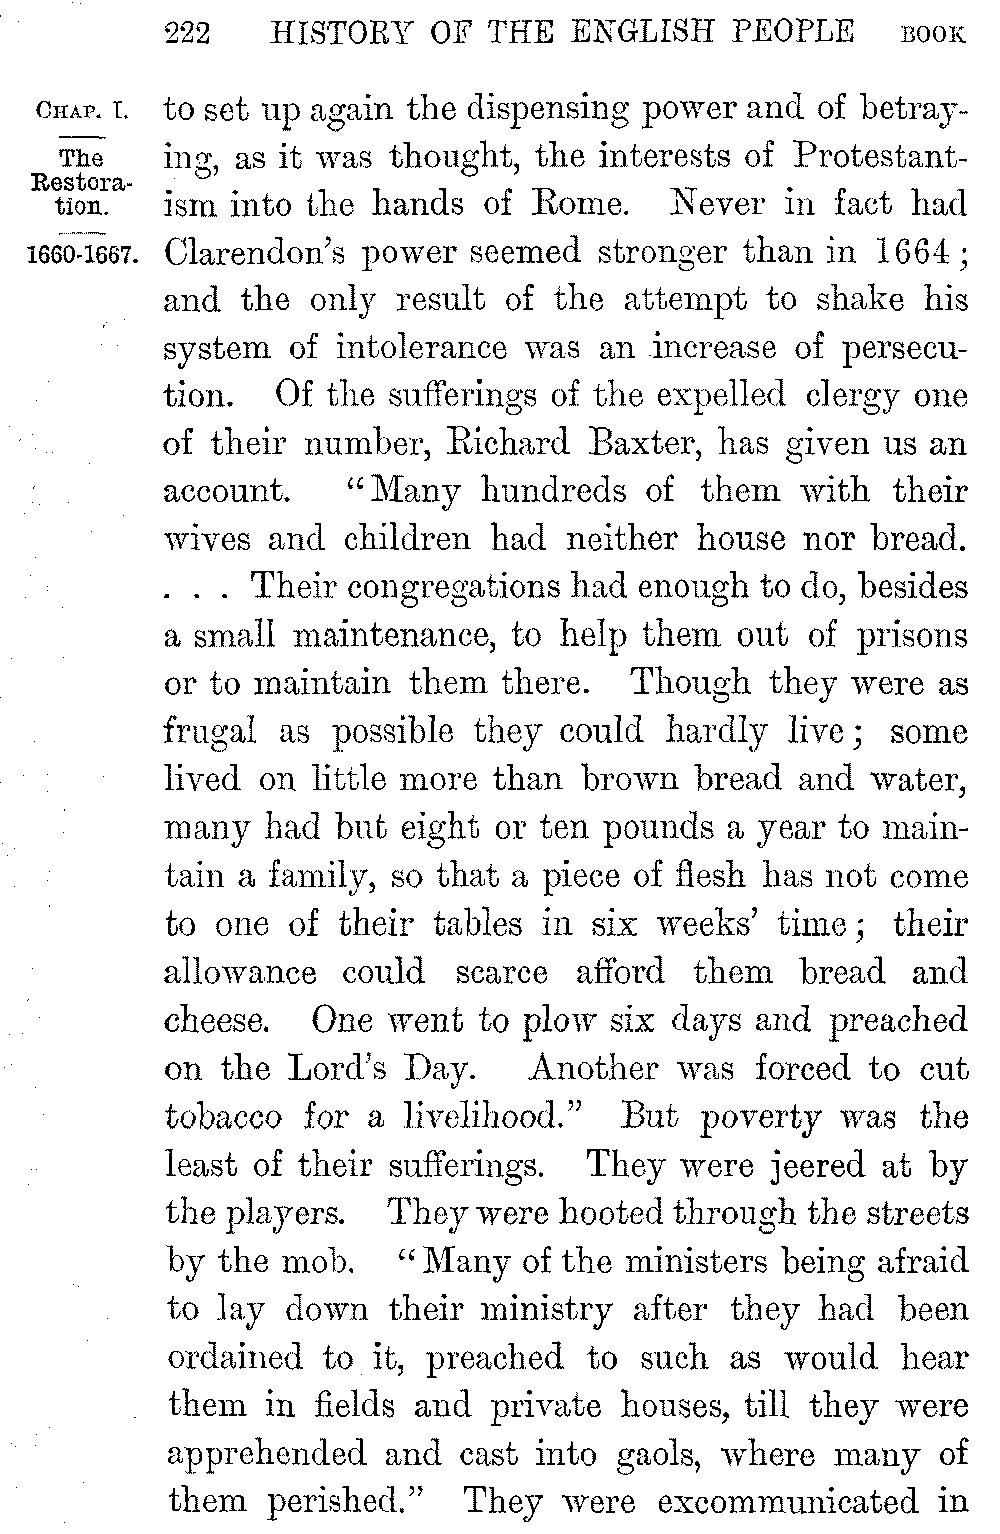 222 HISTORY OF THE ENGLISH PEOPLE BOOK
CHAP. I.
The
Restora-
tion.
1660-1667.
to set up again the dispensing power and of betray-
ing, as it was thought, the interests of Protestant-
ism into the hands of Rome. Never in fact had
Clarendon's power seemed stronger than in 1664;
and the only result of the attempt to shake his
system of intolerance was an increase of persecu-
tion. Of the sufferings of the expelled clergy one
of their number, Richard Baxter, has given us an
account. "Many hundreds of them with their
wives and children had neither house nor bread.
. . . Their congregations had enough to do, besides
a small maintenance, to help them out of prisons
or to maintain them there. Though they were as
frugal as possible they could hardly live; some
lived on little more than brown bread and water,
many had but eight or ten pounds a year to main-
tain a family, so that a piece of flesh has not come
to one of their tables in six weeks' time; their
allowance could scarce afford them bread and
cheese. One went to plow six days and preached
on the Lord's Day. Another was forced to cut
tobacco for a livelihood." But poverty was the
least of their sufferings. They were jeered at by
the players. They were hooted through the streets
by the mob. "Many of the ministers being afraid
to lay down their ministry after they had been
ordained to it, preached to such as would hear
them in fields and private houses, till they were
apprehended and cast into gaols, where many of
them perished." They were excommunicated in